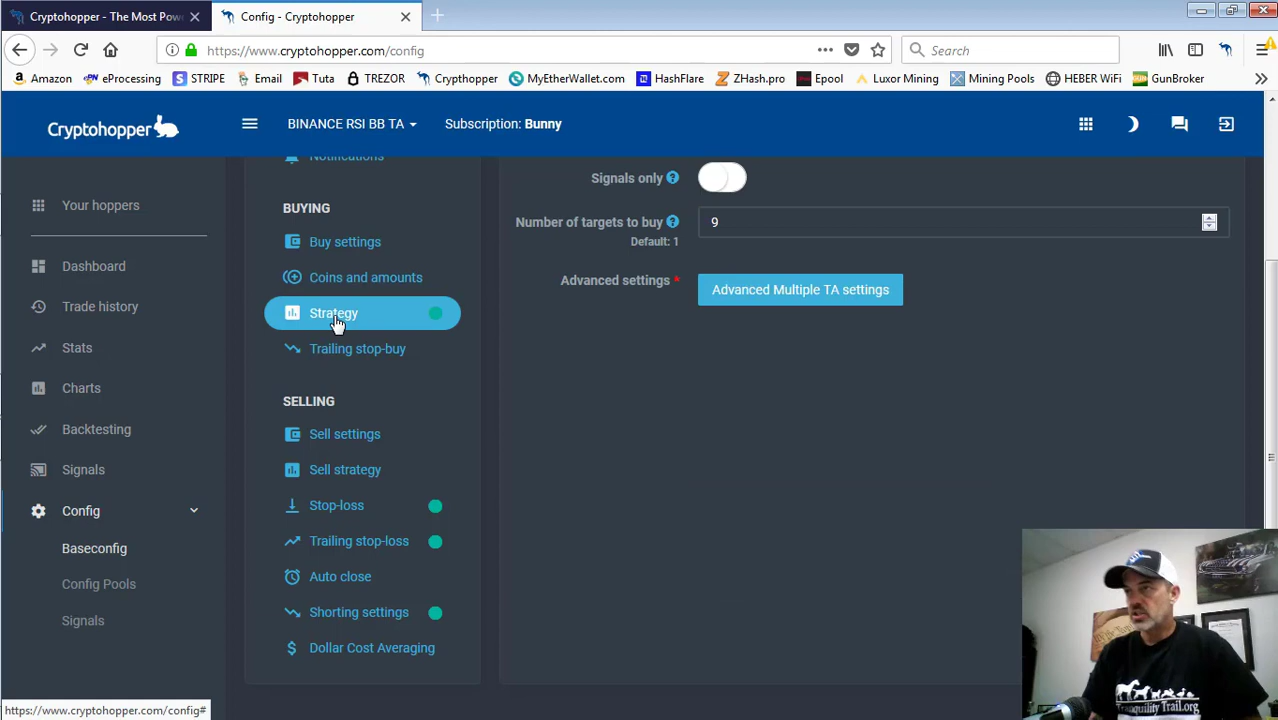 Cryptohopper - The Most Pow
Config - Cryptohopper
https://www.cryptohopper.com/config
Search
Amazon
eProcessing
STRIPE
Email
Tuta
TREZOR
Crypthopper
MyEtherWallet.com
HashFlare
ZHash.pro
Epool
Luxor Mining
Mining Pools
HEBER WiFi
GunBroker
Cryptohopper
BINANCE RSI BB TA
Subscription: Bunny
Your hoppers
Dashboard
Trade history
Stats
Charts
Backtesting
Signals
Config
Baseconfig
Config Pools
Signals
Notifications
BUYING
Buy settings
Coins and amounts
Strategy
Trailing stop-buy
SELLING
Sell settings
Sell strategy
Stop-loss
Trailing stop-loss
Auto close
Shorting settings
Dollar Cost Averaging
Signals only
Number of targets to buy
9
Default: 1
Advanced settings *
Advanced Multiple TA settings
https://www.cryptohopper.com/config#
Tranquility Trail.org